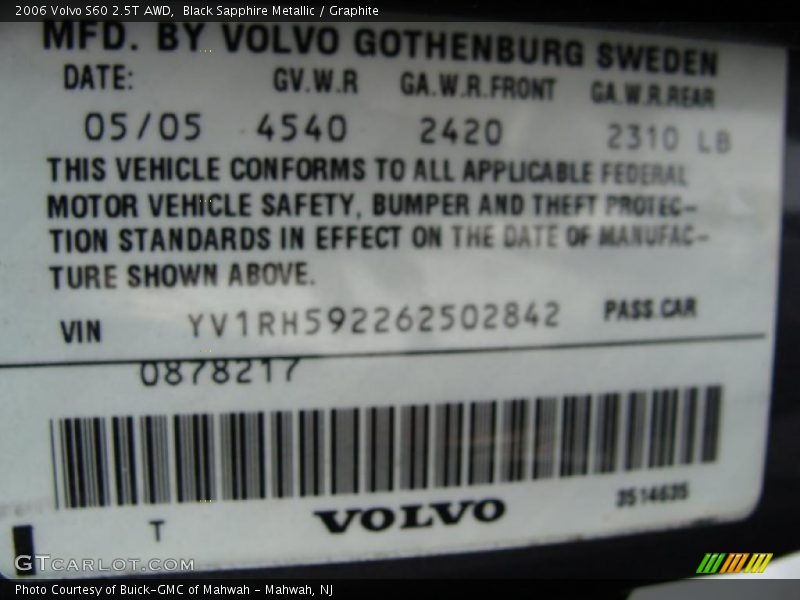 2006 Volvo S60 2.5T AWD, Black Sapphire Metallic / Graphite
MFD. BY VOLVO GOTHENBURG SWEDEN
DATE: GV.W.R GA.W.R.FRONT GA.W.R.REAR
05/05 4540 2420 2310 LB
THIS VEHICLE CONFORMS TO ALL APPLICABLE FEDERAL
MOTOR VEHICLE SAFETY, BUMPER AND THEFT PROTEC-
TION STANDARDS IN EFFECT ON THE DATE OF MANUFAC-
TURE SHOWN ABOVE.
VIN YV1RH592262502842 PASS.CAR
0878217
T VOLVO 3514635
GTCARLOT.COM
Photo Courtesy of Buick-GMC of Mahwah - Mahwah, NJ